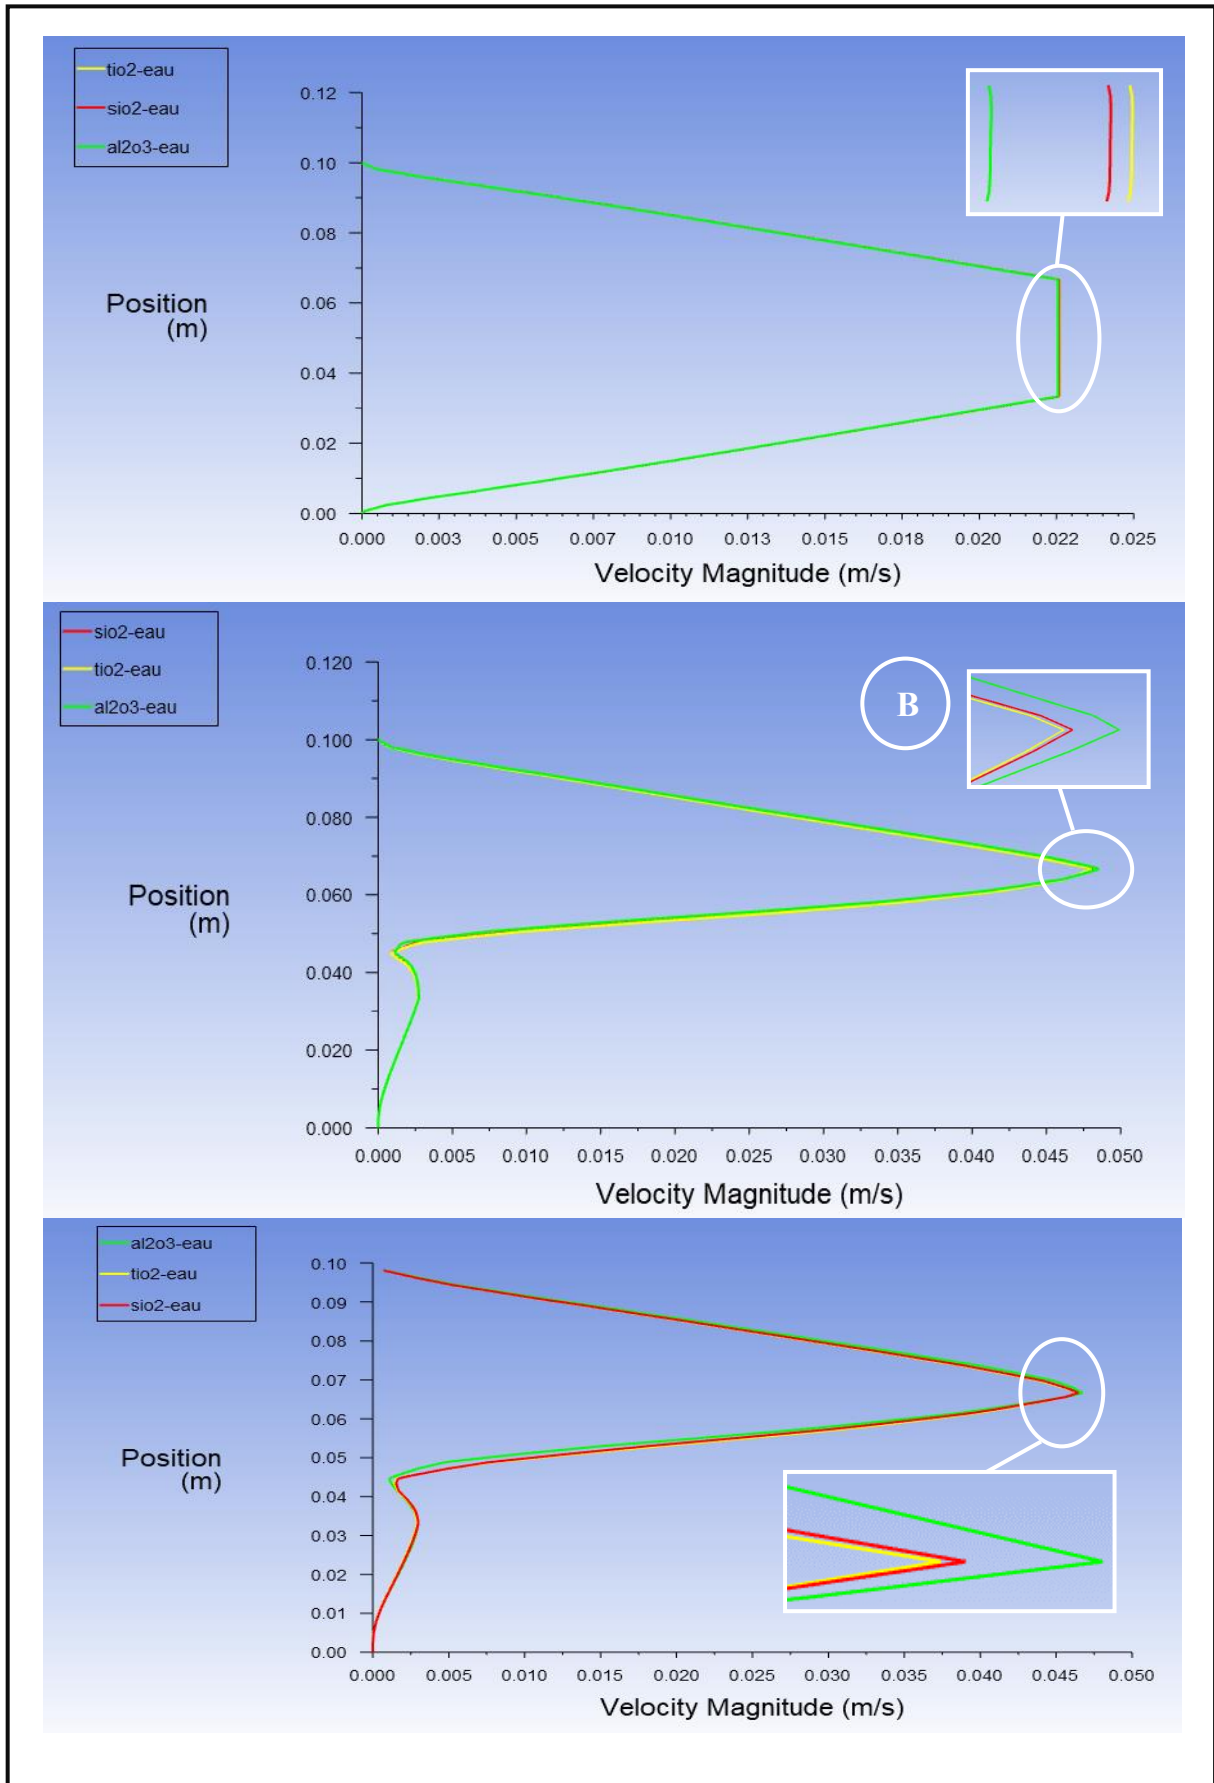 tio2-eau
sio2-eau
al2o3-eau
0.12
0.10
0.08
0.06
0.04
0.02
0.00
Position
(m)
0.000 0.003 0.005 0.007 0.010 0.013 0.015 0.018 0.020 0.022 0.025
Velocity Magnitude (m/s)
sio2-eau
tio2-eau
al2o3-eau
B
0.120
0.100
0.080
0.060
0.040
0.020
0.000
Position
(m)
0.000 0.005 0.010 0.015 0.020 0.025 0.030 0.035 0.040 0.045 0.050
Velocity Magnitude (m/s)
al2o3-eau
tio2-eau
sio2-eau
0.10
0.09
0.08
0.07
0.06
0.05
0.04
0.03
0.02
0.01
0.00
Position
(m)
0.000 0.005 0.010 0.015 0.020 0.025 0.030 0.035 0.040 0.045 0.050
Velocity Magnitude (m/s)